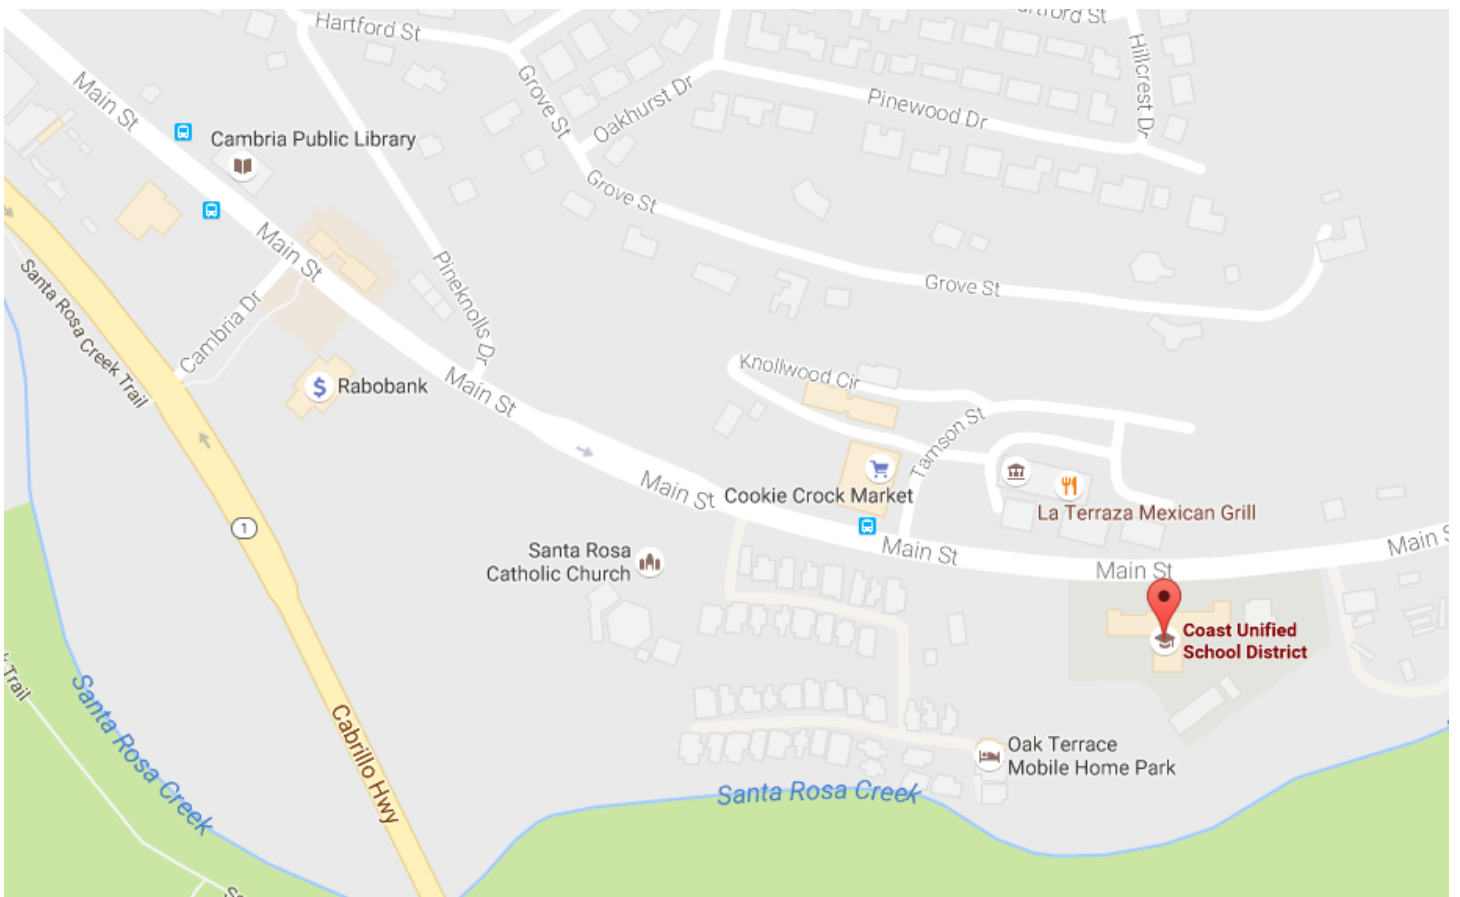 Hartford St
Hartford St
Main St
Grove St
Oakhurst Dr
Hillcrest Dr
Pinewood Dr
Cambria Public Library
Grove St
Main St
Pineknolls Dr
Santa Rosa Creek Trail
Grove St
Cambria Dr
$
Rabobank
Main St
Knollwood Cir
Tamson St
Main St
Cookie Crock Market
La Terraza Mexican Grill
1
Main St
Main S
Santa Rosa
Catholic Church
Main St
Coast Unified
School District
Trail
Santa Rosa Creek
Cabrillo Hwy
Oak Terrace
Mobile Home Park
Santa Rosa Creek